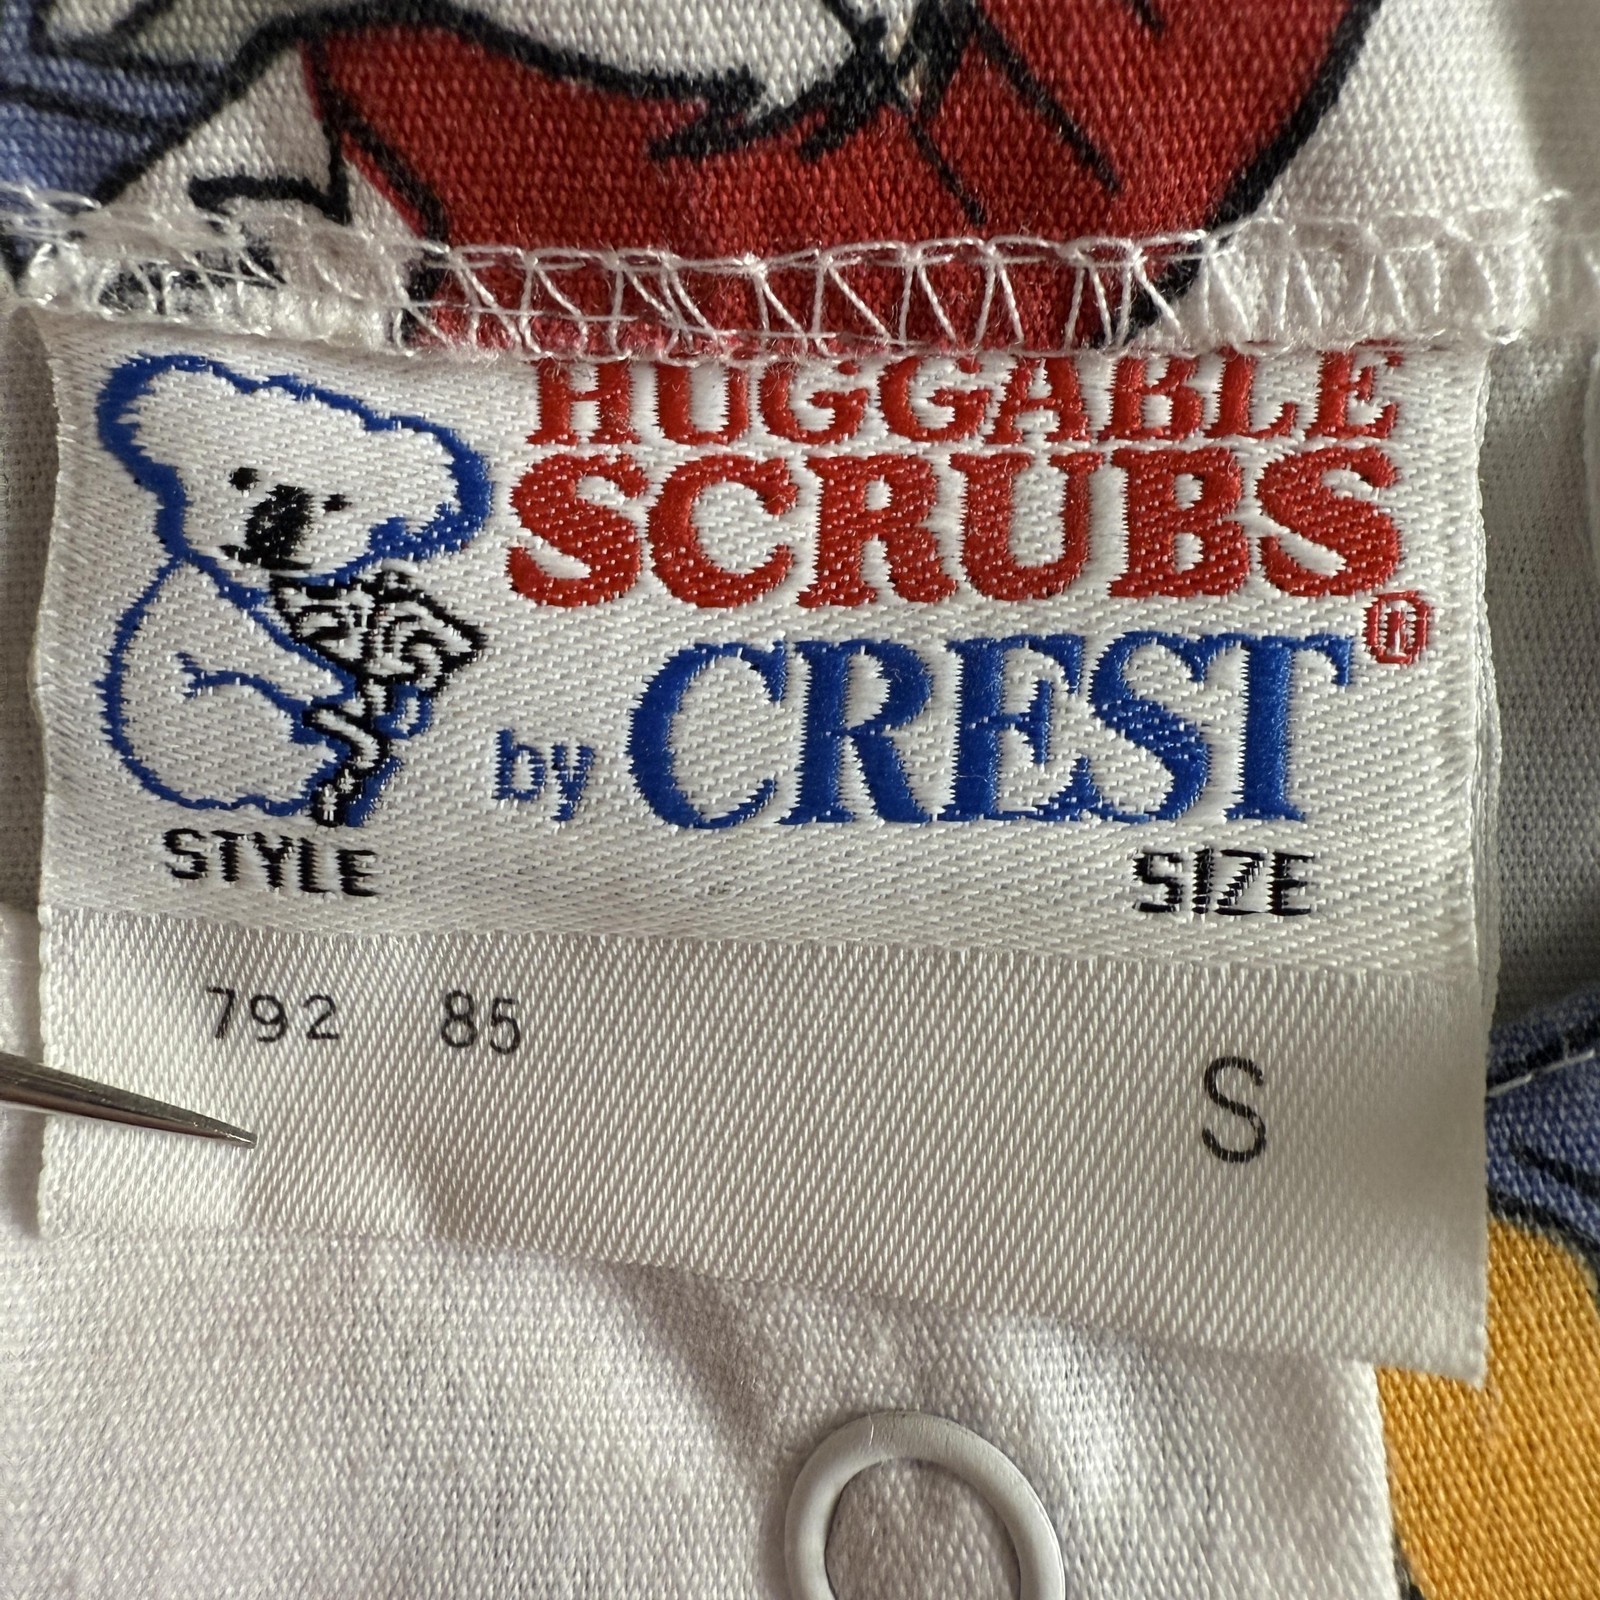 HUGGABLE
SCRUBS®
by CREST
STYLE SIZE
792 85
S